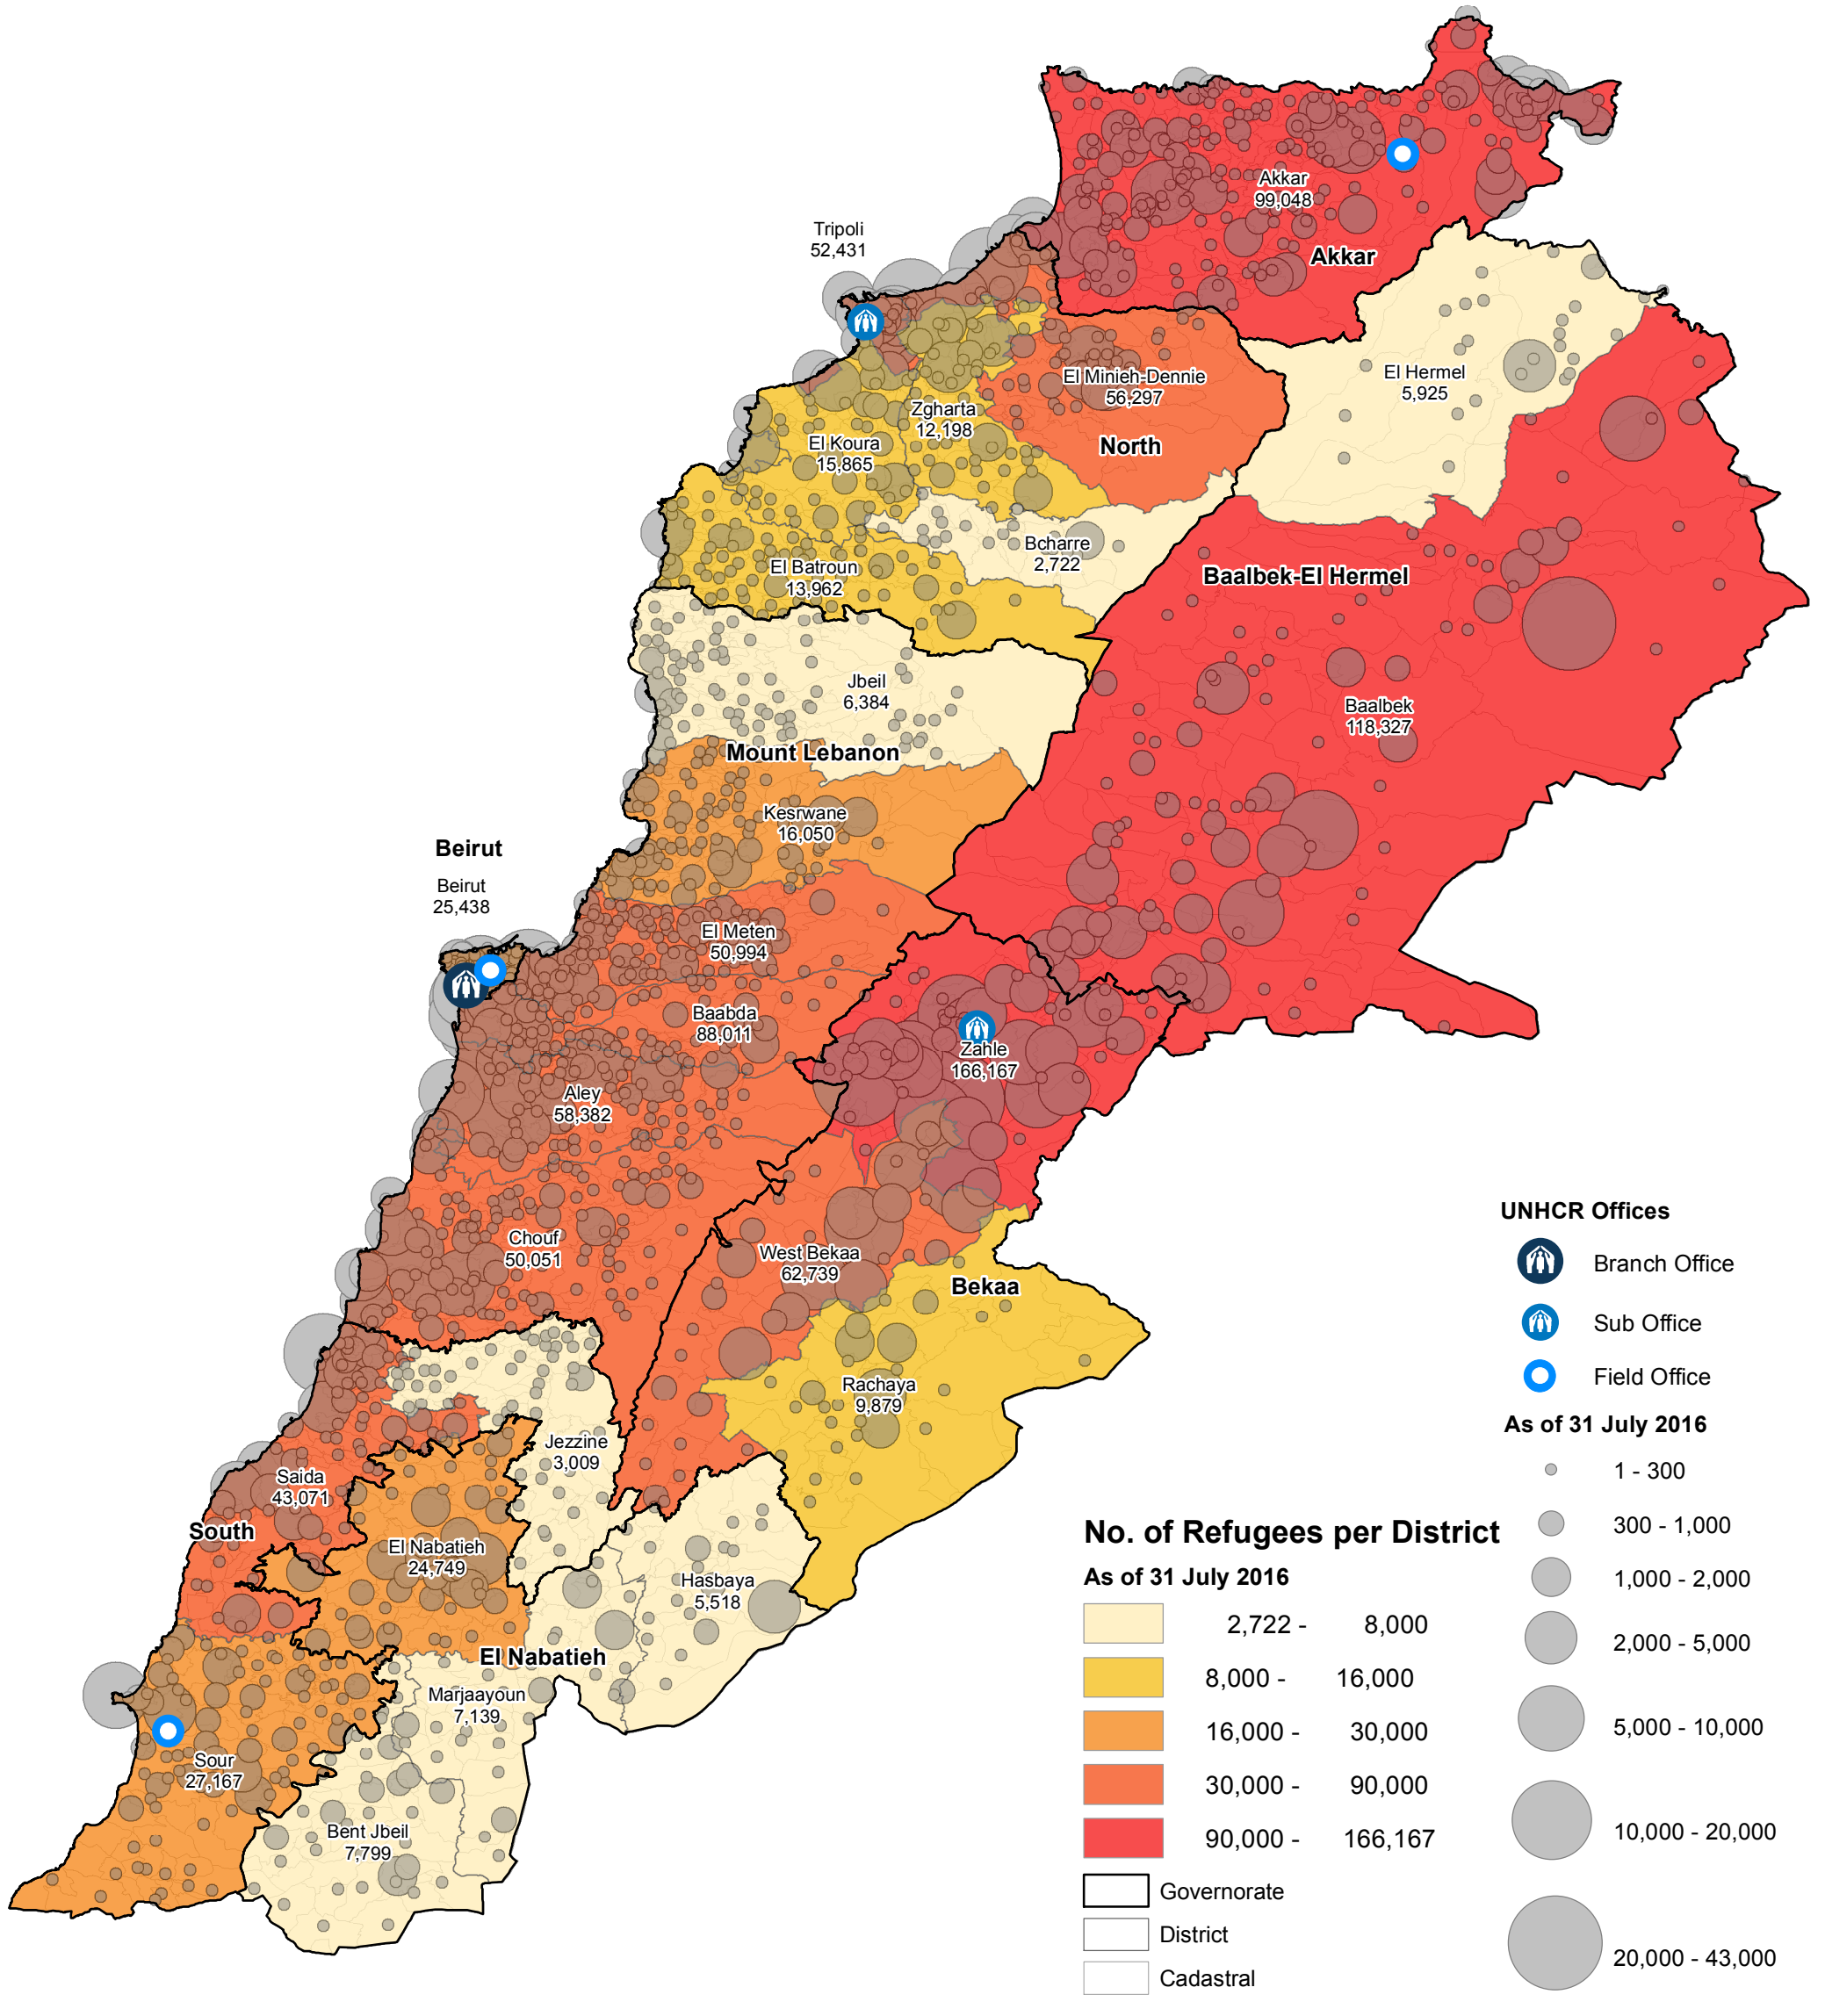 Akkar
99,048
Akkar
Tripoli
52,431
El Hermel
5,925
El Minieh-Dennie
56,297
Zgharta
12,198
El Koura
15,865
North
Bcharre
2,722
El Batroun
13,962
Baalbek-El Hermel
Jbeil
6,384
Baalbek
118,327
Mount Lebanon
Kesrwane
16,050
Beirut
Beirut
25,438
El Meten
50,994
Baabda
88,011
Zahle
166,167
Aley
58,382
Chouf
50,051
West Bekaa
62,739
Bekaa
Rachaya
9,879
Jezzine
3,009
Saida
43,071
South
El Nabatieh
24,749
Hasbaya
5,518
El Nabatieh
Marjaayoun
7,139
Sour
27,167
Bent Jbeil
7,799
UNHCR Offices
Branch Office
Sub Office
Field Office
As of 31 July 2016
1 - 300
300 - 1,000
1,000 - 2,000
2,000 - 5,000
5,000 - 10,000
10,000 - 20,000
20,000 - 43,000
No. of Refugees per District
As of 31 July 2016
2,722 - 8,000
8,000 - 16,000
16,000 - 30,000
30,000 - 90,000
90,000 - 166,167
Governorate
District
Cadastral